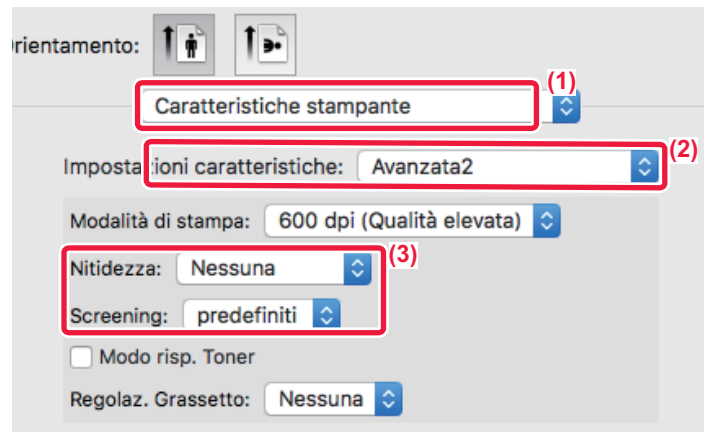 rientamento:
(1)
Caratteristiche stampante
(2)
Impostazioni caratteristiche: Avanzata2
Modalità di stampa: 600 dpi (Qualità elevata)
(3)
Nitidezza: Nessuna
Screening: predefiniti
Modo risp. Toner
Regolaz. Grassetto: Nessuna